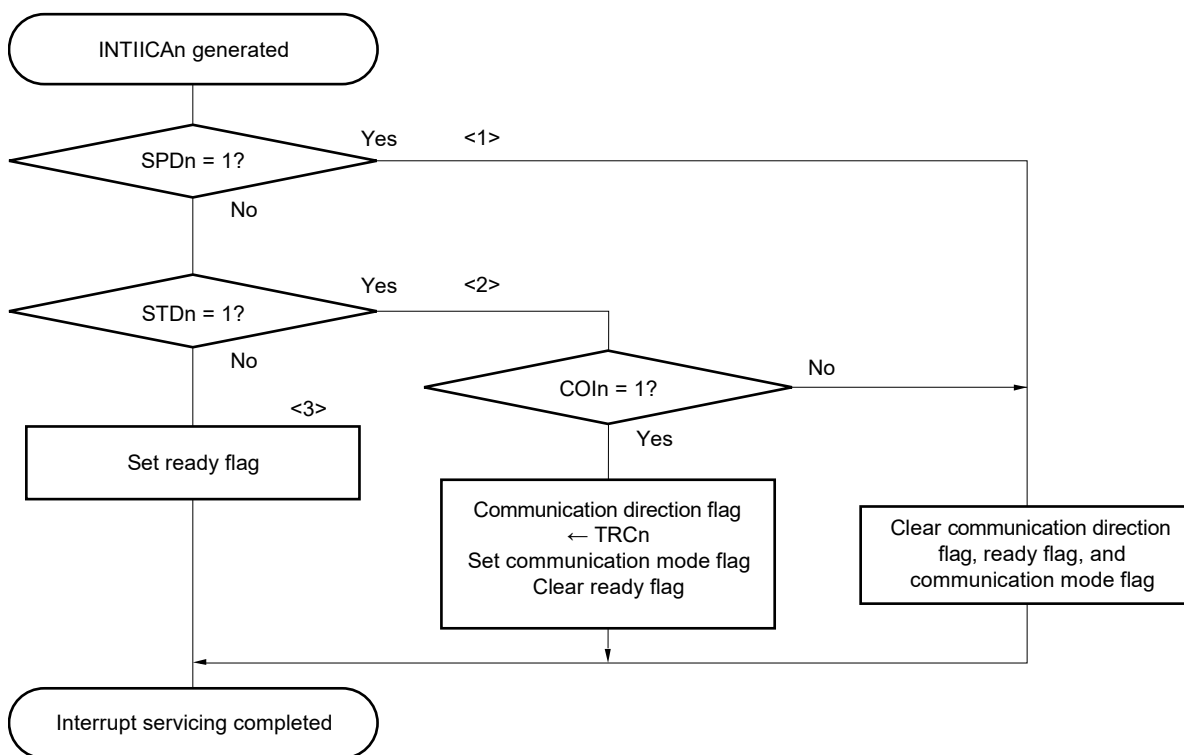 INTIICAn generated
Yes
<1>
SPDn = 1?
No
Yes
<2>
STDn = 1?
No
COIn = 1?
No
<3>
Yes
Set ready flag
Communication direction flag
← TRCn
Set communication mode flag
Clear ready flag
Clear communication direction
flag, ready flag, and
communication mode flag
Interrupt servicing completed